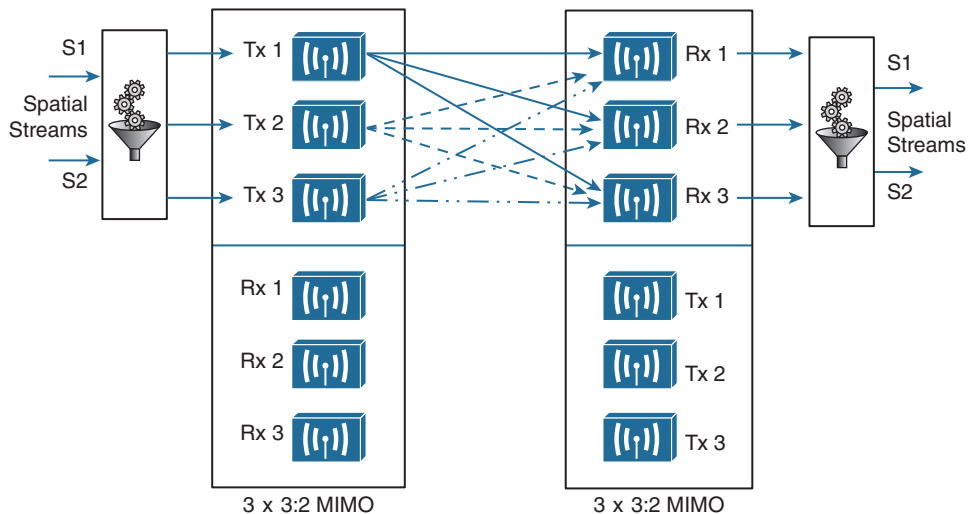 S1
Spatial
Streams
S2
Tx 1
Tx 2
Tx 3
Rx 1
Rx 2
Rx 3
3 x 3:2 MIMO
Rx 1
Rx 2
Rx 3
Tx 1
Tx 2
Tx 3
3 x 3:2 MIMO
S1
Spatial
Streams
S2